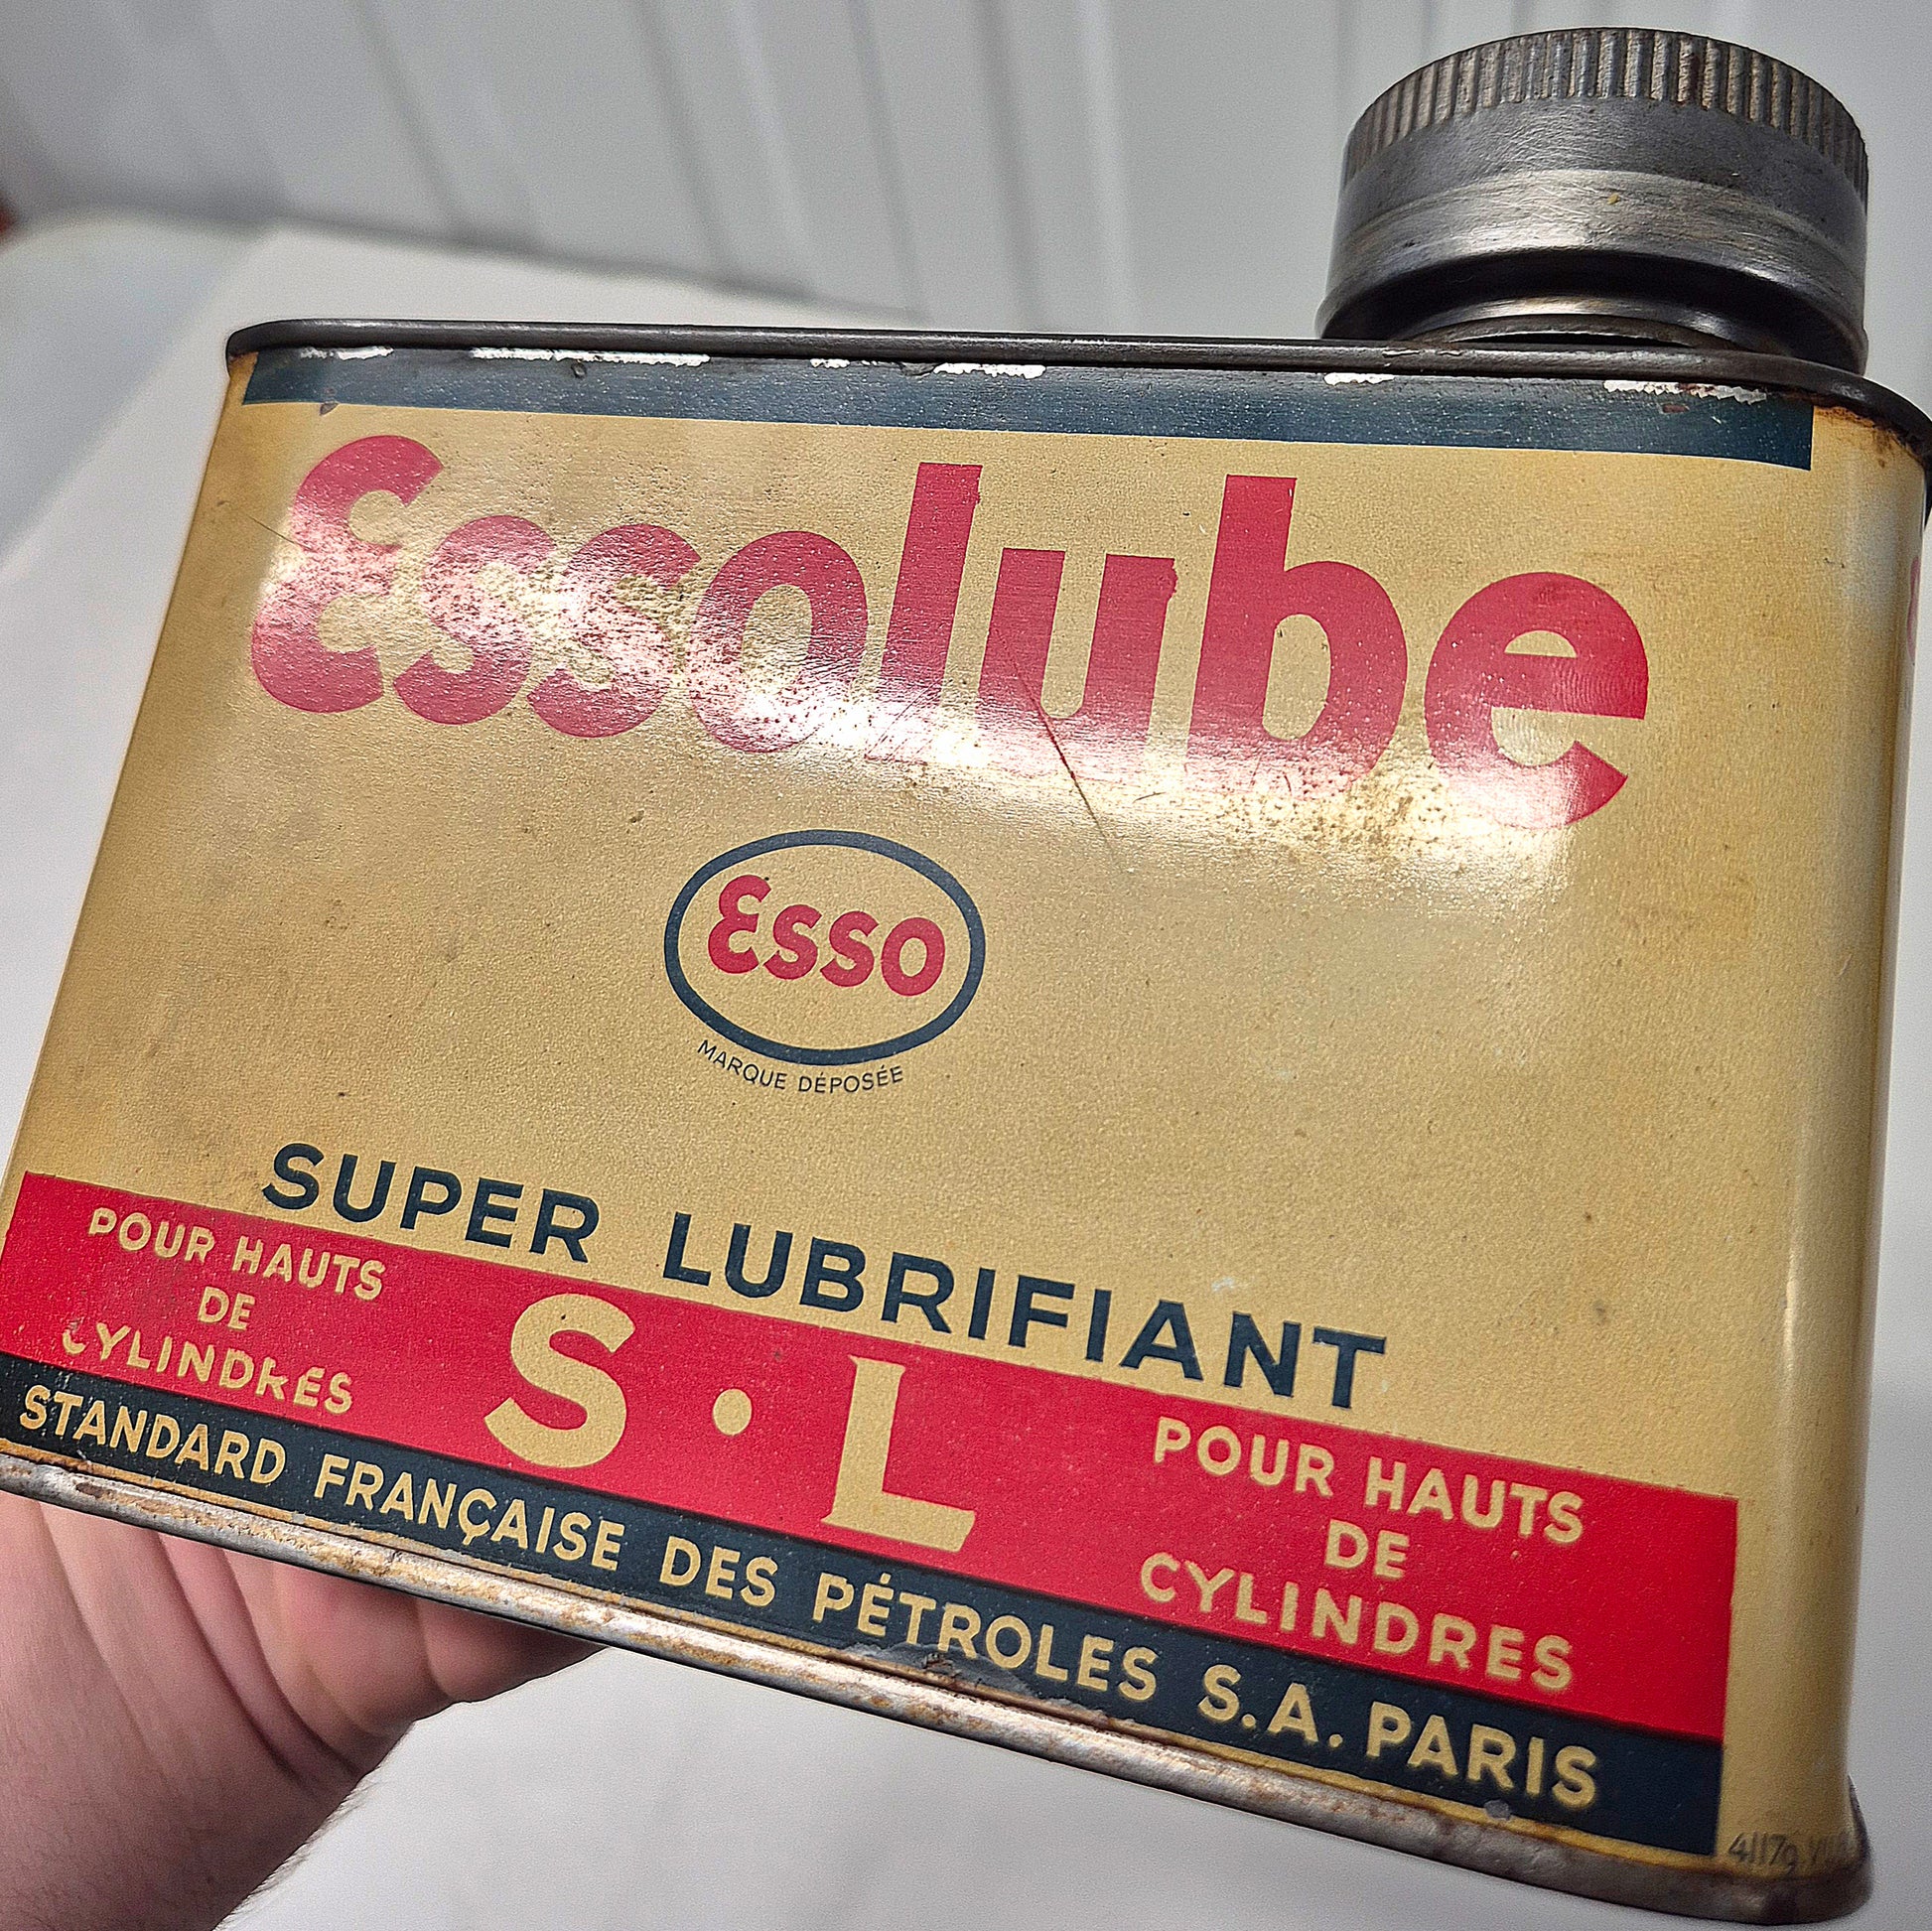 Essolube
Esso
MARQUE DÉPOSÉE
SUPER LUBRIFIANT
POUR HAUTS
DE
CYLINDRES
S·L
POUR HAUTS
DE
CYLINDRES
STANDARD FRANÇAISE DES PÉTROLES S.A. PARIS